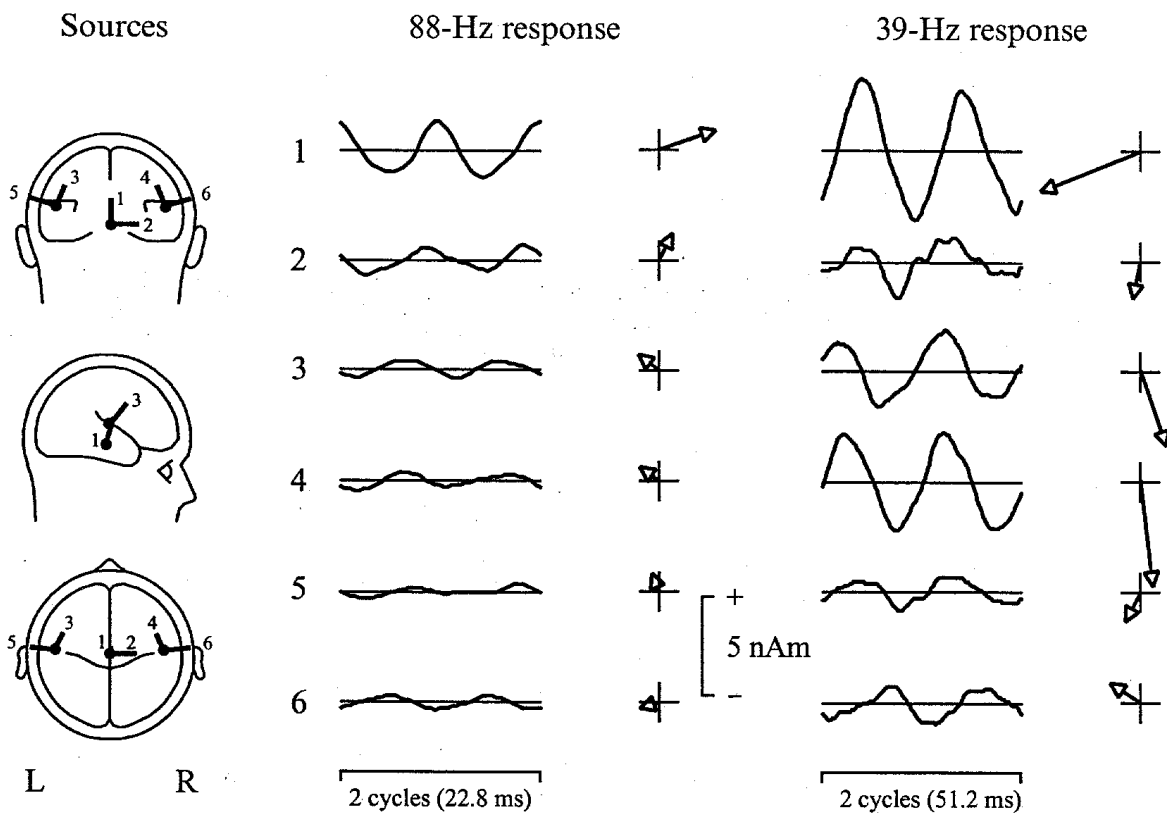 Sources
88-Hz response
39-Hz response
1
2
3
4
5
6
3
4
5
6
1
2
3
1
3
4
5
6
1
2
+
5 nAm
−
L
R
2 cycles (22.8 ms)
2 cycles (51.2 ms)